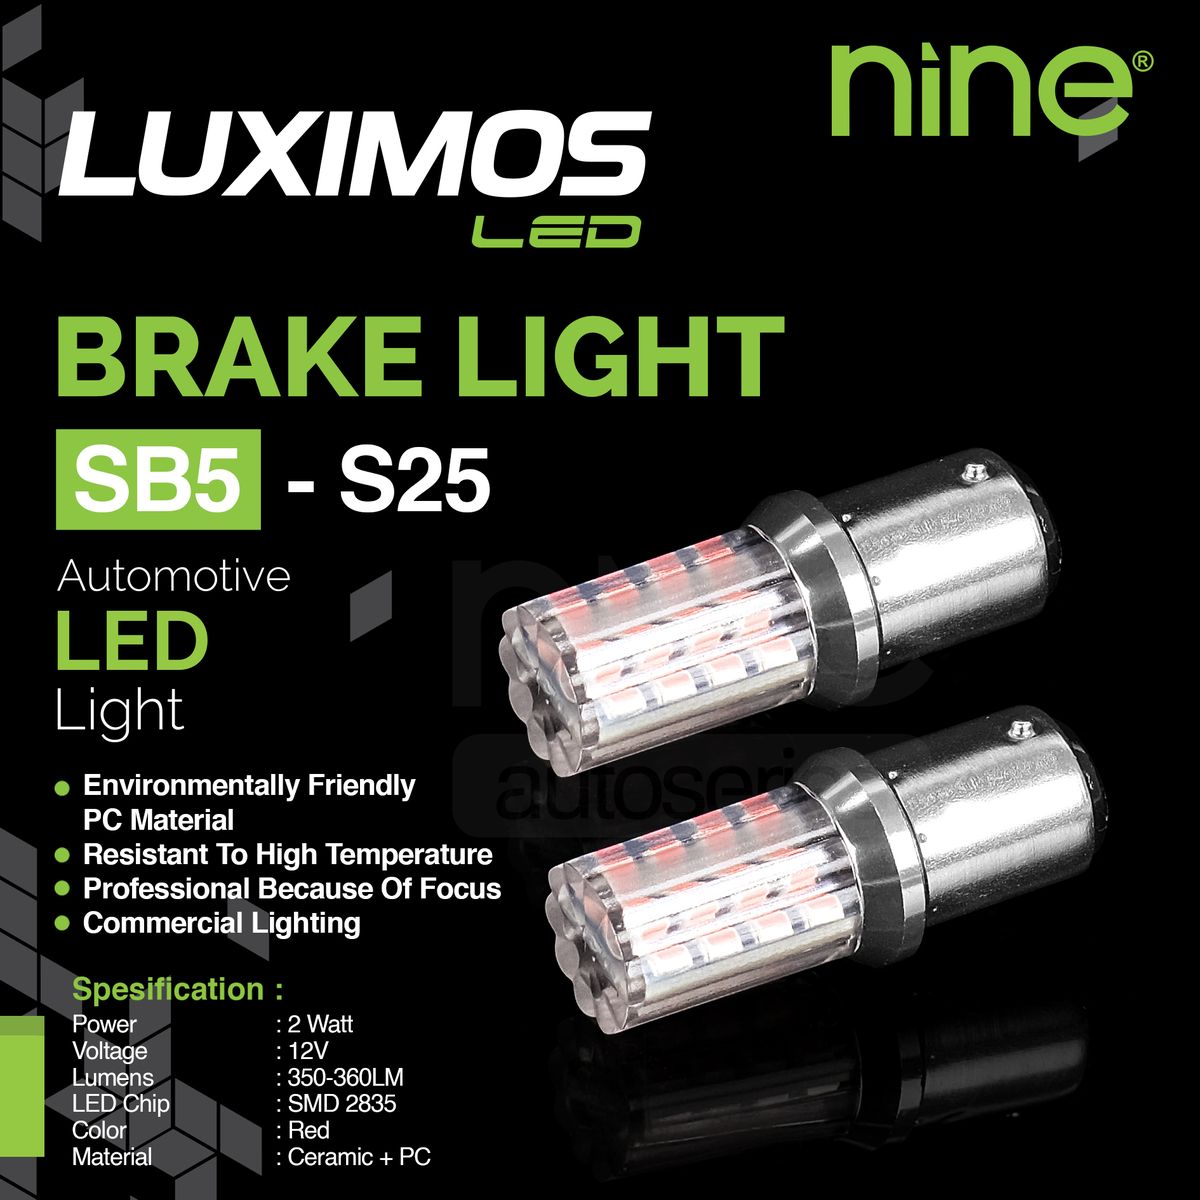 nine®
LUXIMOS
LED
BRAKE LIGHT
SB5 - S25
Automotive
LED
Light
nine
autoseri
Environmentally Friendly
PC Material
Resistant To High Temperature
Professional Because Of Focus
Commercial Lighting
Spesification :
Power : 2 Watt
Voltage : 12V
Lumens : 350-360LM
LED Chip : SMD 2835
Color : Red
Material : Ceramic + PC